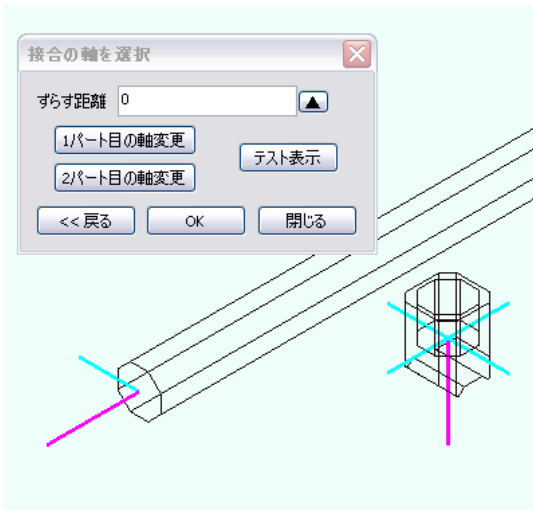 接合の軸を選択
ずらす距離 0
1パート目の軸変更
テスト表示
2パート目の軸変更
<< 戻る OK 閉じる